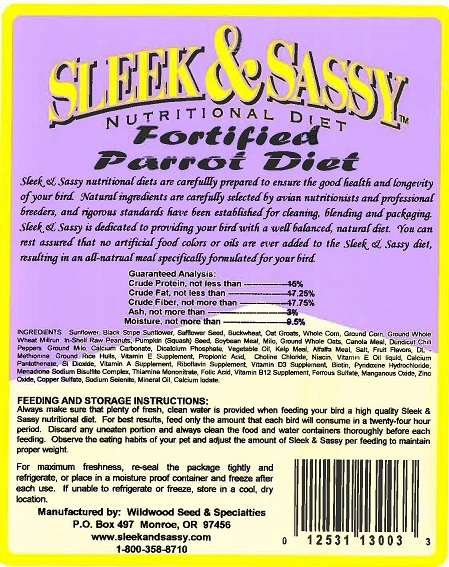 SLEEK & SASSY™
NUTRITIONAL DIET
Fortified
Parrot Diet
Sleek & Sassy nutritional diets are carefullly prepared to ensure the good health and longevity
of your bird. Natural ingredients are carefully selected by avian nutritionists and professional
breeders, and rigorous standards have been established for cleaning, blending and packaging.
Sleek & Sassy is dedicated to providing your bird with a well balanced, natural diet. You can
rest assured that no artificial food colors or oils are ever added to the Sleek & Sassy diet,
resulting in an all-natrual meal specifically formulated for your bird.
Guaranteed Analysis:
Crude Protein, not less than ---------------15%
Crude Fat, not less than ---------------17.25%
Crude Fiber, not more than ---------------17.75%
Ash, not more than ---------------3%
Moisture, not more than ---------------9.5%
INGREDIENTS: Sunflower, Black Stripe Sunflower, Safflower Seed, Buckwheat, Oat Groats, Whole Corn, Ground Corn, Ground Whole
Wheat Millrun, In-Shell Raw Peanuts, Pumpkin (Squash) Seed, Soybean Meal, Milo, Ground Whole Oats, Canola Meal, Dundicut Chili
Peppers, Ground Milo, Calcium Carbonate, Dicalcium Phosphate, Vegetable Oil, Kelp Meal, Alfalfa Meal, Salt, Fruit Flavors, DL -
Methionine, Ground Rice Hulls, Vitamin E Supplement, Propionic Acid, Choline Chloride, Niacin, Vitamin E Oil liquid, Calcium
Pantothenate, Si Dioxide, Vitamin A Supplement, Riboflavin Supplement, Vitamin D3 Supplement, Biotin, Pyridoxine Hydrochloride,
Menadione Sodium Bisulfite Complex, Thiamine Mononitrate, Folic Acid, Vitamin B12 Supplement, Ferrous Sulfate, Manganous Oxide, Zinc
Oxide, Copper Sulfate, Sodium Selenite, Mineral Oil, Calcium Iodate.
FEEDING AND STORAGE INSTRUCTIONS:
Always make sure that plenty of fresh, clean water is provided when feeding your bird a high quality Sleek &
Sassy nutritional diet. For best results, feed only the amount that each bird will consume in a twenty-four hour
period. Discard any uneaten portion and always clean the food and water containers thoroughly before each
feeding. Observe the eating habits of your pet and adjust the amount of Sleek & Sassy per feeding to maintain
proper weight.
For maximum freshness, re-seal the package tightly and
refrigerate, or place in a moisture proof container and freeze after
each use. If unable to refrigerate or freeze, store in a cool, dry
location.
Manufactured by: Wildwood Seed & Specialties
P.O. Box 497 Monroe, OR 97456
www.sleekandsassy.com
1-800-358-8710
0 12531 13003 3